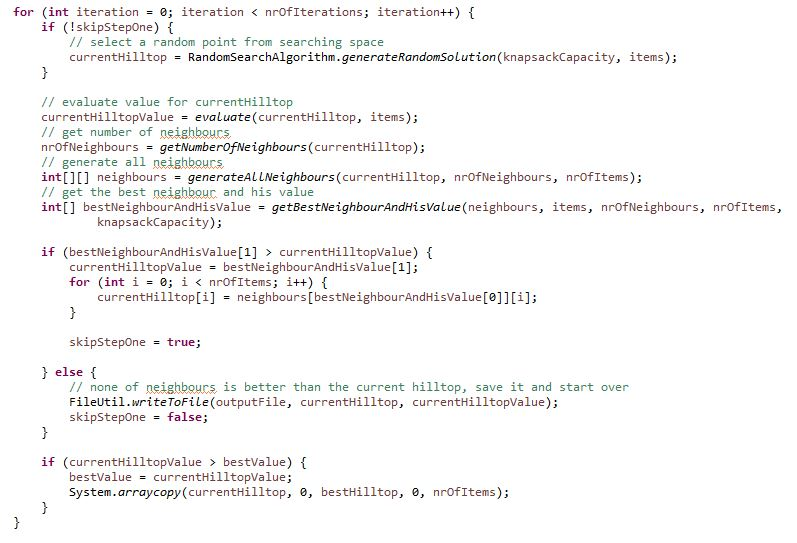 for (int iteration = 0; iteration < nrOfIterations; iteration++) {
    if (!skipStepOne) {
        // select a random point from searching space
        currentHilltop = RandomSearchAlgorithm.generateRandomSolution(knapsackCapacity, items);
    }

    // evaluate value for currentHilltop
    currentHilltopValue = evaluate(currentHilltop, items);
    // get number of neighbours
    nrOfNeighbours = getNumberOfNeighbours(currentHilltop);
    // generate all neighbours
    int[][] neighbours = generateAllNeighbours(currentHilltop, nrOfNeighbours, nrOfItems);
    // get the best neighbour and his value
    int[] bestNeighbourAndHisValue = getBestNeighbourAndHisValue(neighbours, items, nrOfNeighbours, nrOfItems,
            knapsackCapacity);

    if (bestNeighbourAndHisValue[1] > currentHilltopValue) {
        currentHilltopValue = bestNeighbourAndHisValue[1];
        for (int i = 0; i < nrOfItems; i++) {
            currentHilltop[i] = neighbours[bestNeighbourAndHisValue[0]][i];
        }

        skipStepOne = true;

    } else {
        // none of neighbours is better than the current hilltop, save it and start over
        FileUtil.writeToFile(outputFile, currentHilltop, currentHilltopValue);
        skipStepOne = false;
    }

    if (currentHilltopValue > bestValue) {
        bestValue = currentHilltopValue;
        System.arraycopy(currentHilltop, 0, bestHilltop, 0, nrOfItems);
    }
}